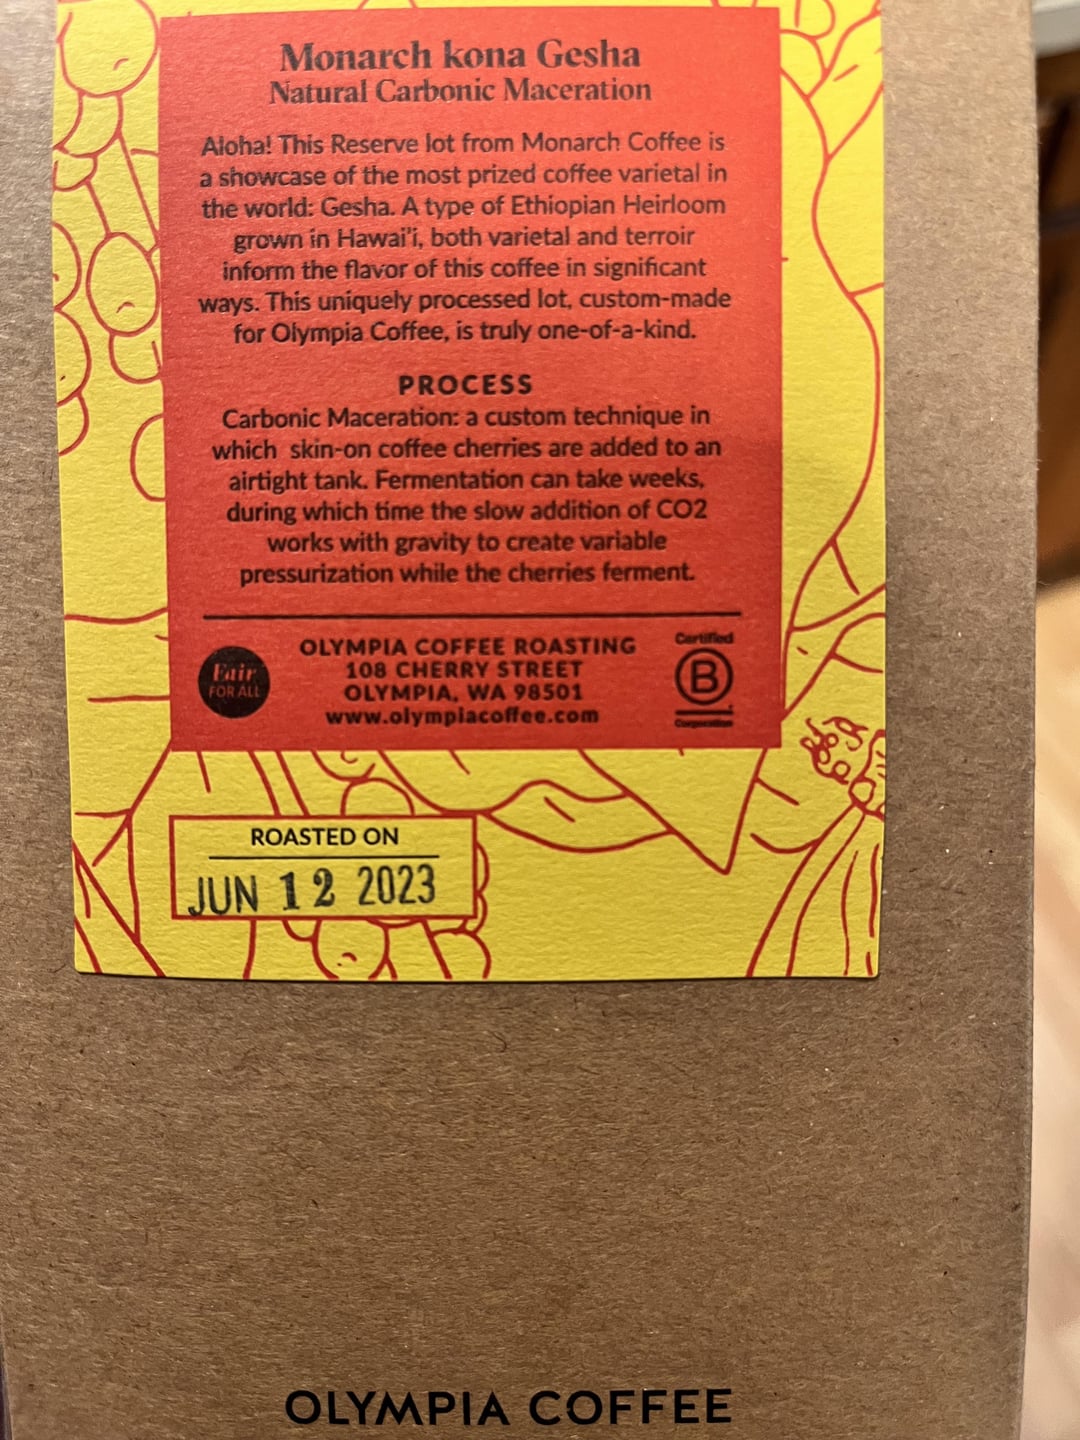 Monarch kona Gesha
Natural Carbonic Maceration
Aloha! This Reserve lot from Monarch Coffee is
a showcase of the most prized coffee varietal in
the world: Gesha. A type of Ethiopian Heirloom
grown in Hawai'i, both varietal and terroir
inform the flavor of this coffee in significant
ways. This uniquely processed lot, custom-made
for Olympia Coffee, is truly one-of-a-kind.
PROCESS
Carbonic Maceration: a custom technique in
which skin-on coffee cherries are added to an
airtight tank. Fermentation can take weeks,
during which time the slow addition of CO2
works with gravity to create variable
pressurization while the cherries ferment.
Fair
FOR ALL
OLYMPIA COFFEE ROASTING
108 CHERRY STREET
OLYMPIA, WA 98501
www.olympiacoffee.com
Certified
B
Corporation
ROASTED ON
JUN 12 2023
OLYMPIA COFFEE